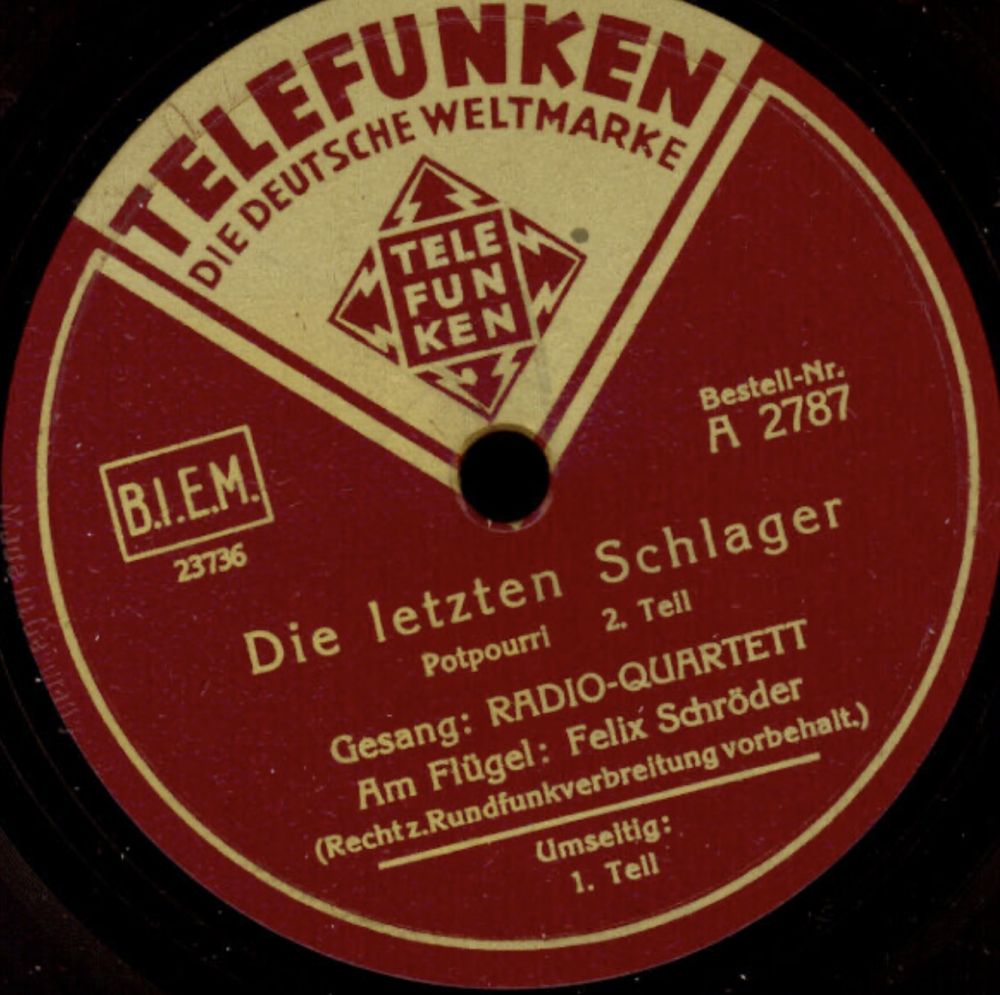 TELEFUNKEN
DIE DEUTSCHE WELTMARKE
TELE
FUN
KEN
Bestell-Nr.
A 2787
B.I.E.M.
23736
Die letzten Schlager
Potpourri 2. Teil
Gesang: RADIO-QUARTETT
Am Flügel: Felix Schröder
(Recht z. Rundfunkverbreitung vorbehalt.)
Umseitig:
1. Teil